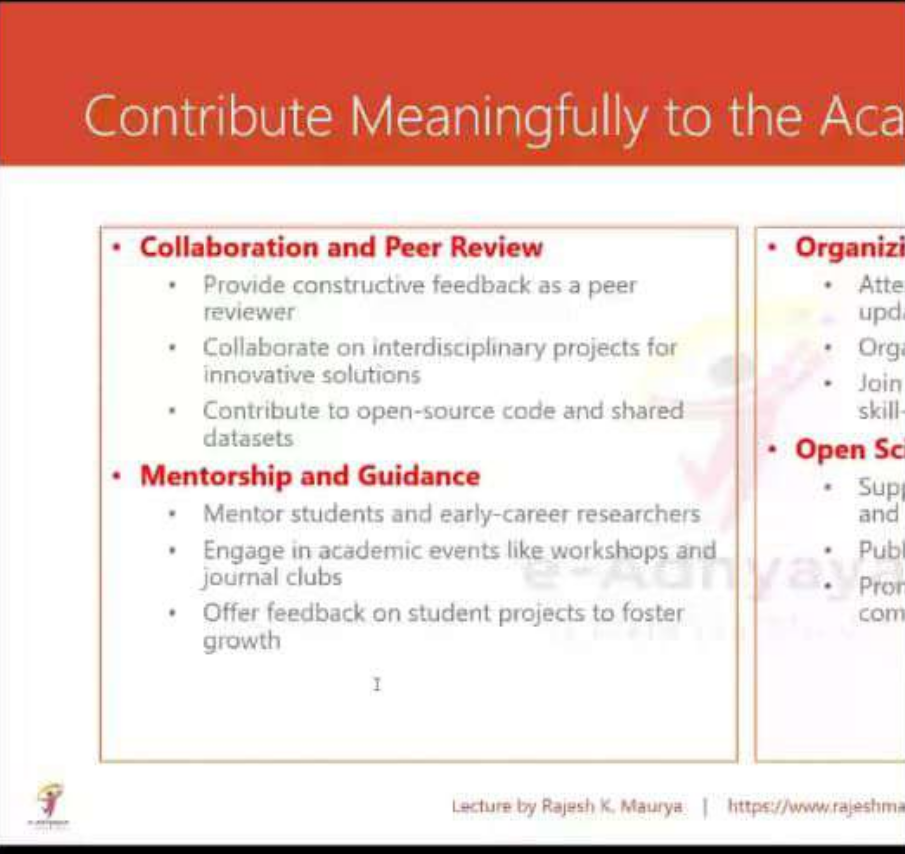 Contribute Meaningfully to the Aca
• Collaboration and Peer Review
• Provide constructive feedback as a peer
reviewer
• Collaborate on interdisciplinary projects for
innovative solutions
• Contribute to open-source code and shared
datasets
• Mentorship and Guidance
• Mentor students and early-career researchers
• Engage in academic events like workshops and
journal clubs
• Offer feedback on student projects to foster
growth
• Organizi
• Atte
upda
• Orga
• Join
skill-
• Open Sci
• Supp
and
• Publ
• Pron
com
e-Adhyaya
Lecture by Rajesh K. Maurya | https://www.rajeshma